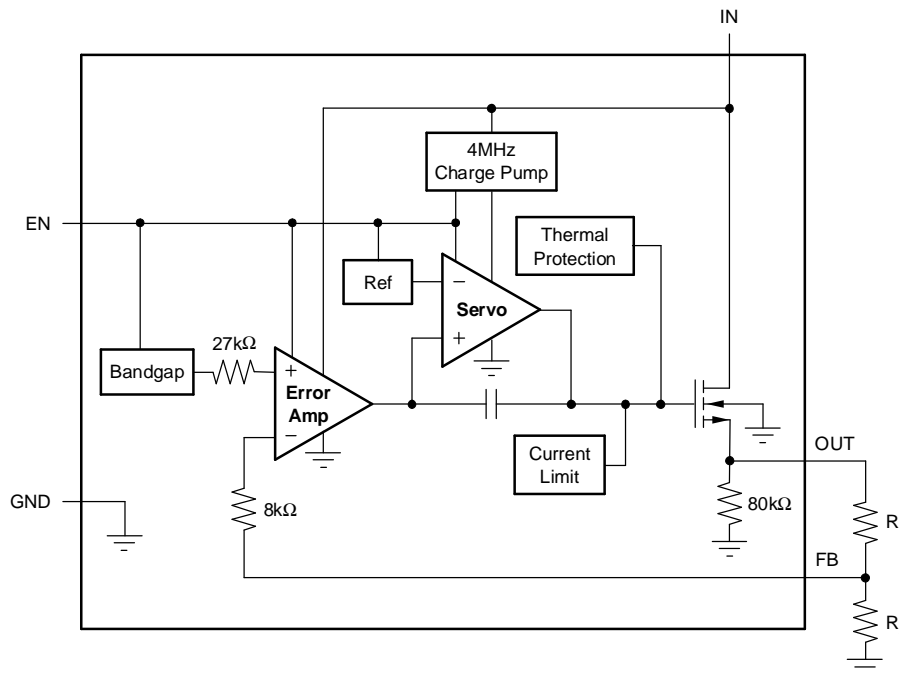 IN
4MHz
Charge Pump
EN
Thermal
Protection
Ref
−
Servo
+
27kΩ
Bandgap
+
Error
Amp
−
Current
Limit
OUT
GND
8kΩ
80kΩ
R
FB
R